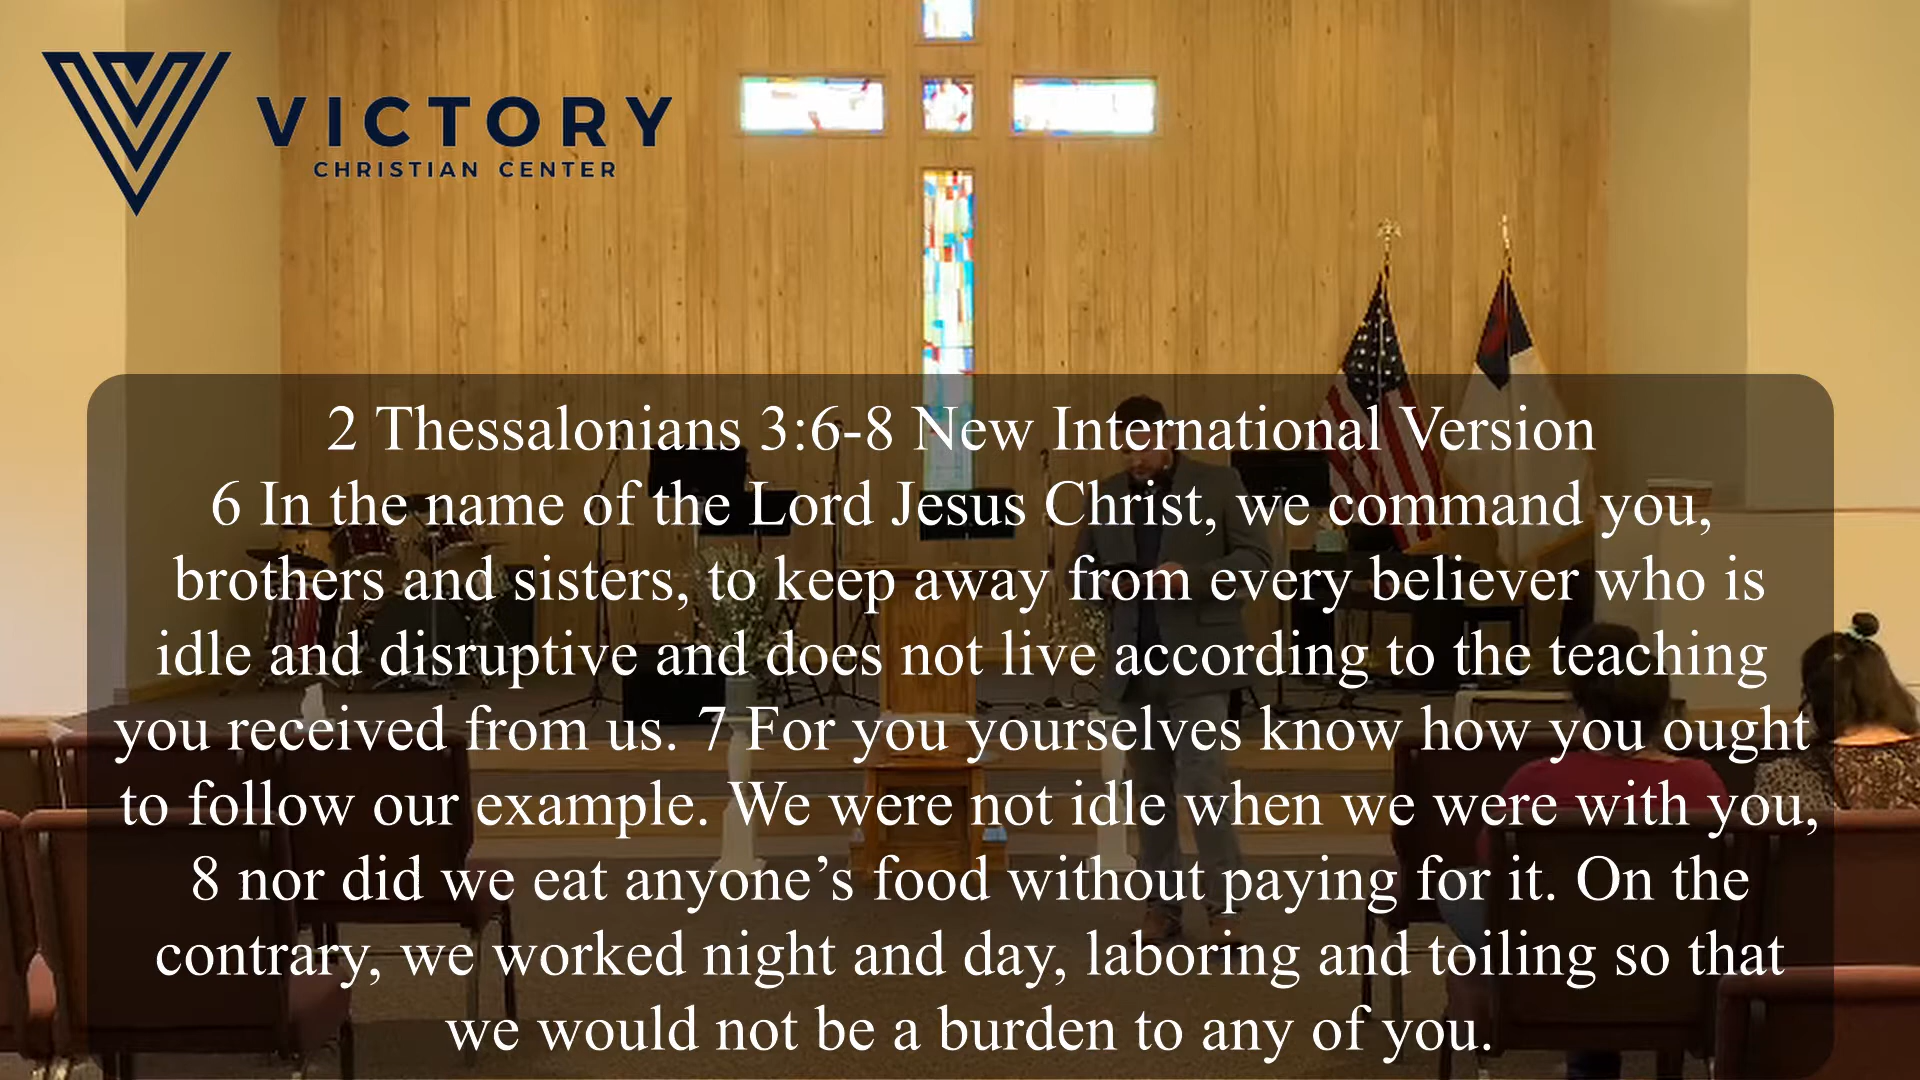 VICTORY
CHRISTIAN CENTER
2 Thessalonians 3:6-8 New International Version
6 In the name of the Lord Jesus Christ, we command you,
brothers and sisters, to keep away from every believer who is
idle and disruptive and does not live according to the teaching
you received from us. 7 For you yourselves know how you ought
to follow our example. We were not idle when we were with you,
8 nor did we eat anyone’s food without paying for it. On the
contrary, we worked night and day, laboring and toiling so that
we would not be a burden to any of you.